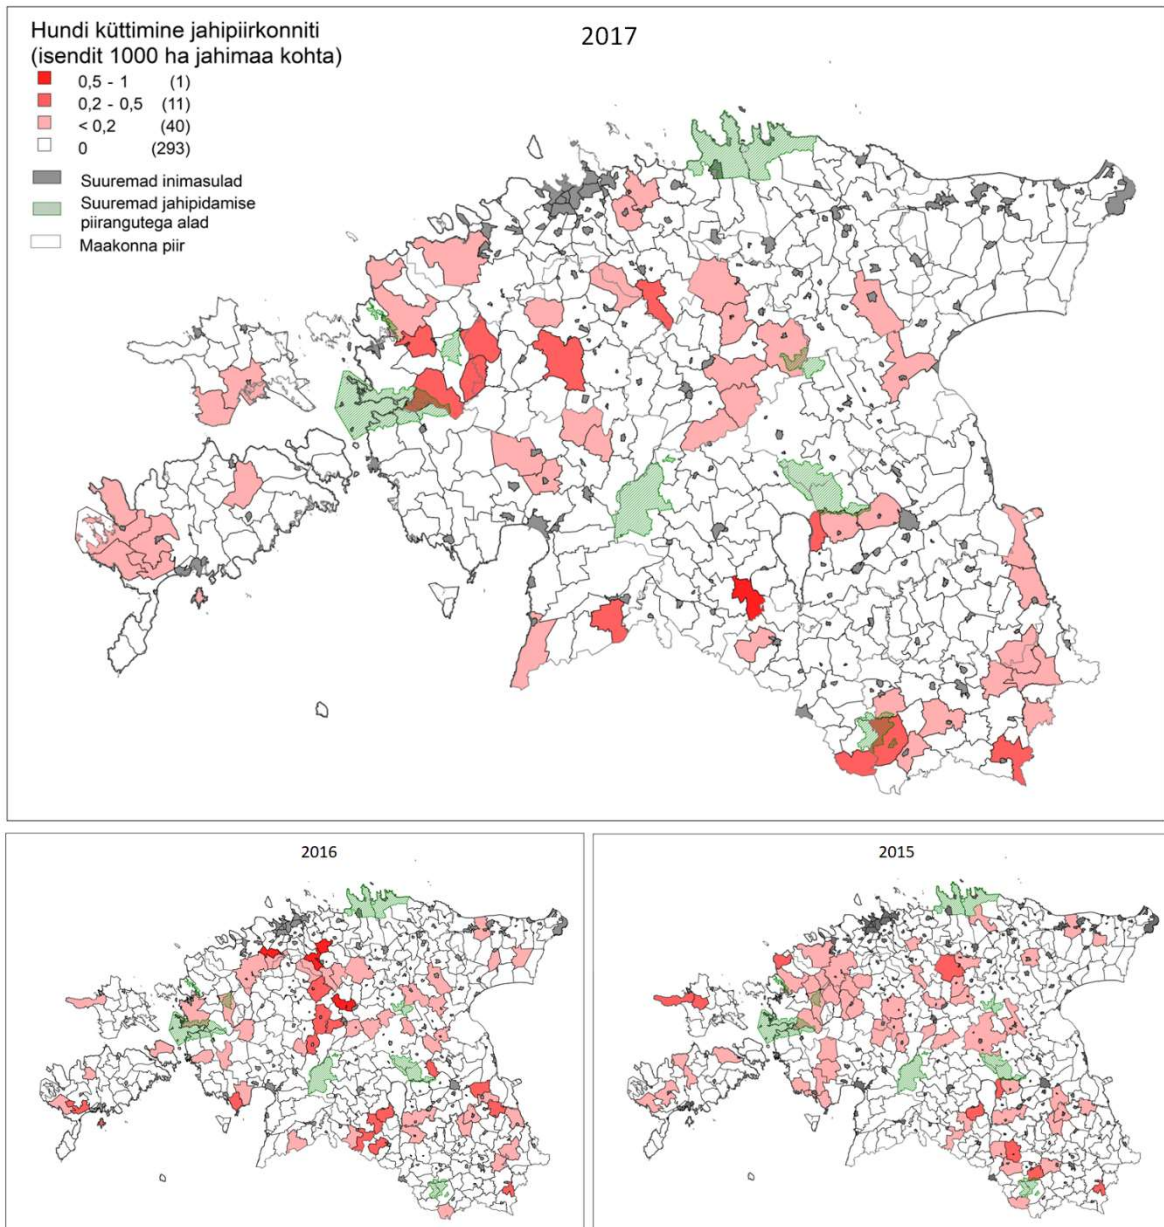 Hundi küttimine jahipiirkonniti
(isendit 1000 ha jahimaa kohta)
0,5 - 1 (1)
0,2 - 0,5 (11)
< 0,2 (40)
0 (293)
Suuremad inimasulad
Suuremad jahipidamise
piirangutega alad
Maakonna piir
2017
2016
2015